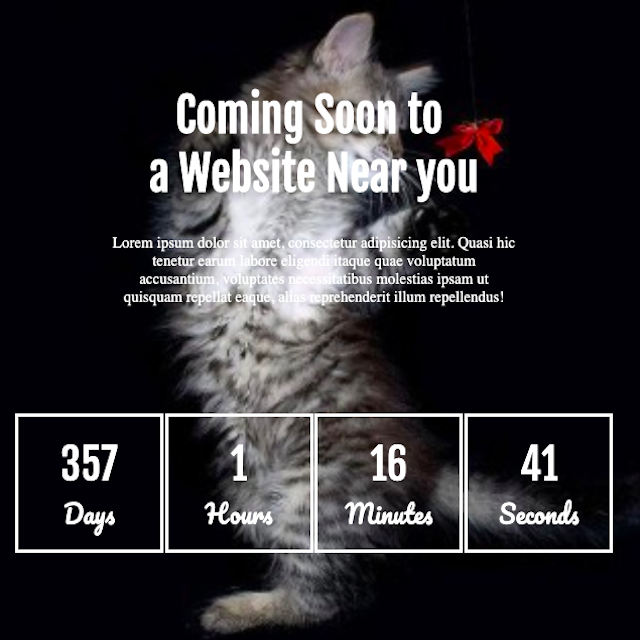 Coming Soon to
a Website Near you
Lorem ipsum dolor sit amet, consectetur adipisicing elit. Quasi hic
tenetur earum labore eligendi itaque quae voluptatum
accusantium, voluptates necessitatibus molestias ipsam ut
quisquam repellat eaque, alias reprehenderit illum repellendus!
357 1 16 41
Days Hours Minutes Seconds